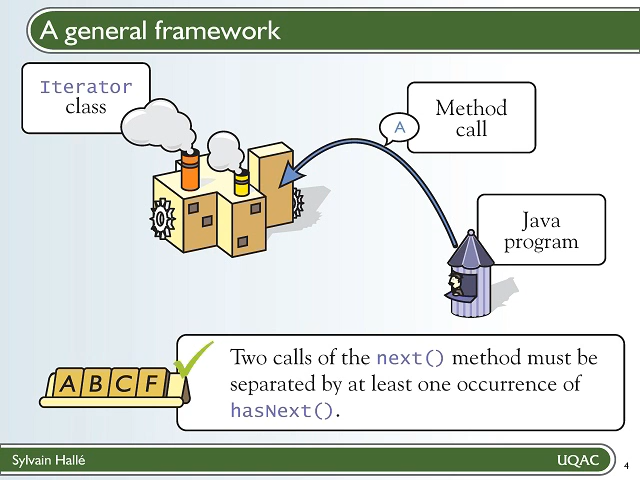 A general framework
Iterator
class
A
Method
call
Java
program
A B C F
Two calls of the next() method must be
separated by at least one occurrence of
hasNext().
Sylvain Hallé
UQAC
4